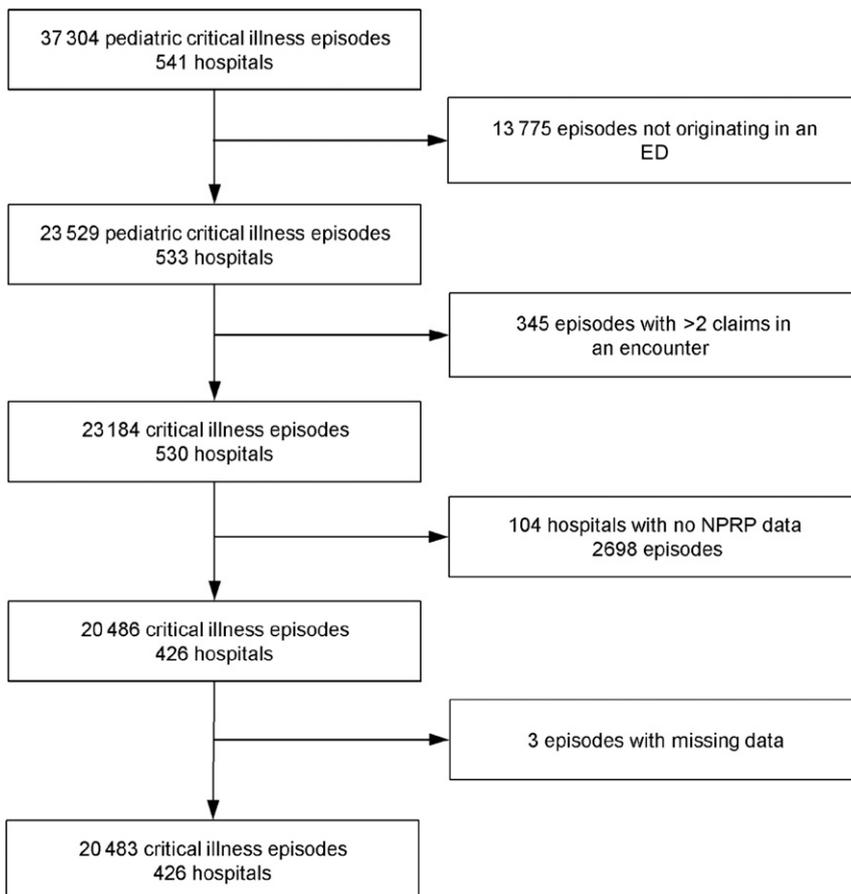 37 304 pediatric critical illness episodes
541 hospitals
13 775 episodes not originating in an
ED
23 529 pediatric critical illness episodes
533 hospitals
345 episodes with >2 claims in
an encounter
23 184 critical illness episodes
530 hospitals
104 hospitals with no NPRP data
2698 episodes
20 486 critical illness episodes
426 hospitals
3 episodes with missing data
20 483 critical illness episodes
426 hospitals